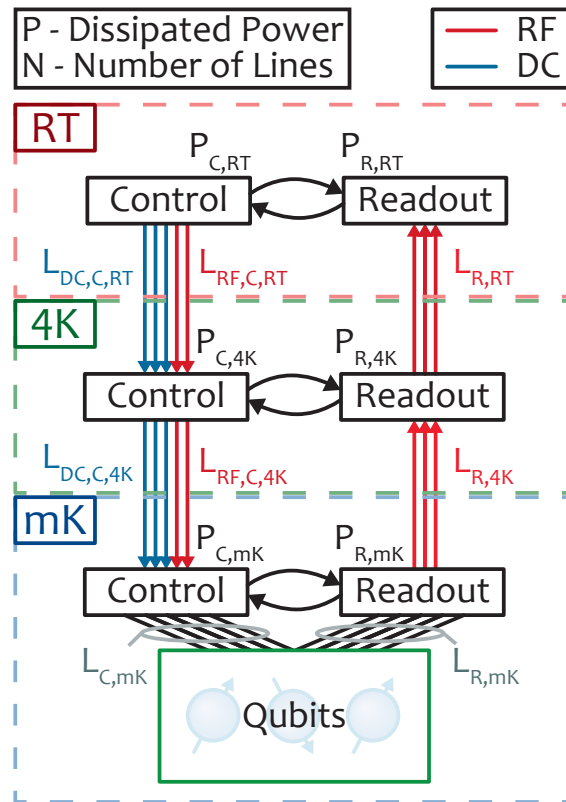 P - Dissipated Power
N - Number of Lines
RF
DC
RT
P_C,RT P_R,RT
Control Readout
L_DC,C,RT L_RF,C,RT L_R,RT
4K
P_C,4K P_R,4K
Control Readout
L_DC,C,4K L_RF,C,4K L_R,4K
mK
P_C,mK P_R,mK
Control Readout
L_C,mK L_R,mK
Qubits